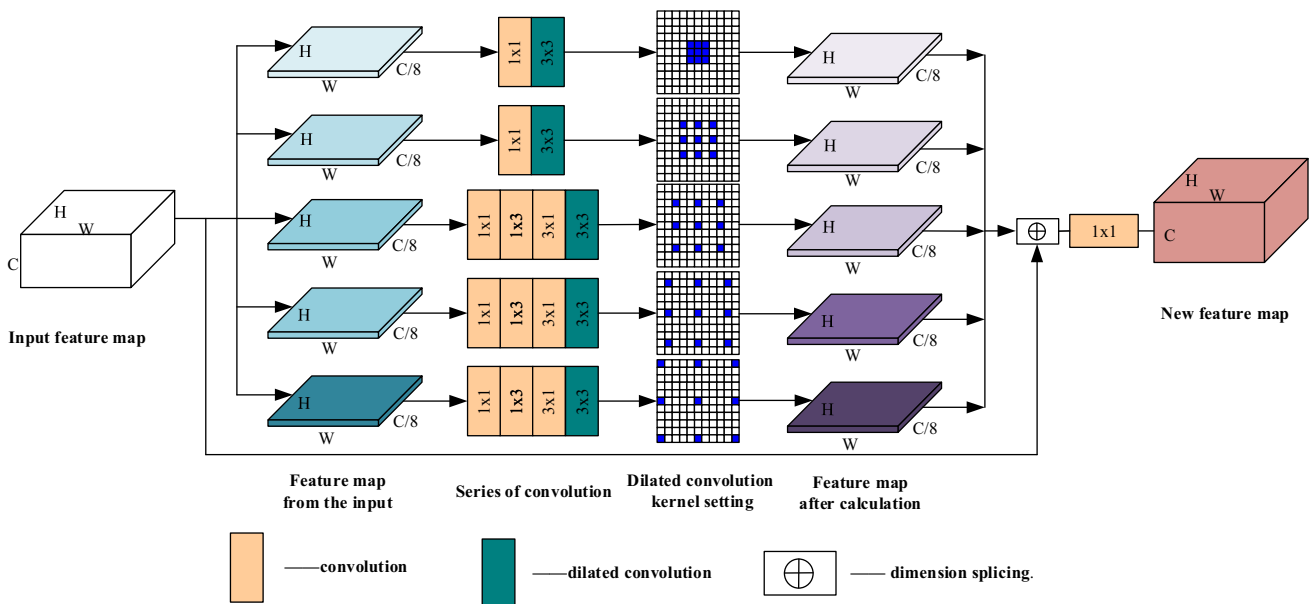 H
W
C
Input feature map
H
W
C/8
1x1
3x3
H
W
C/8
H
W
C/8
1x1
3x3
H
W
C/8
H
W
C/8
1x1
1x3
3x1
3x3
H
W
C/8
H
W
C/8
1x1
1x3
3x1
3x3
H
W
C/8
H
W
C/8
1x1
1x3
3x1
3x3
H
W
C/8
1x1
H
W
C
New feature map
Feature map
from the input
Series of convolution
Dilated convolution
kernel setting
Feature map
after calculation
——convolution
——dilated convolution
—— dimension splicing.